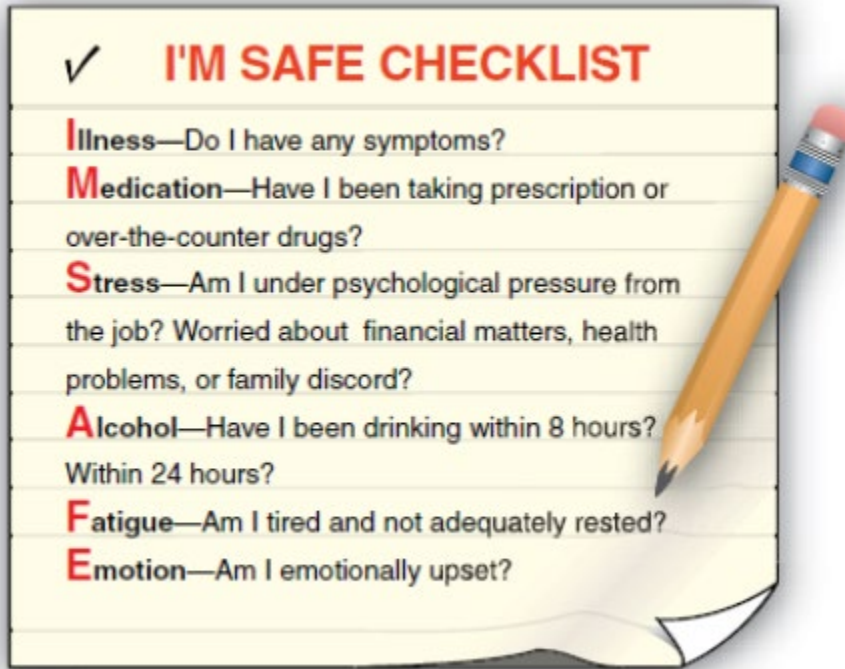 ✓ I'M SAFE CHECKLIST
Illness—Do I have any symptoms?
Medication—Have I been taking prescription or
over-the-counter drugs?
Stress—Am I under psychological pressure from
the job? Worried about financial matters, health
problems, or family discord?
Alcohol—Have I been drinking within 8 hours?
Within 24 hours?
Fatigue—Am I tired and not adequately rested?
Emotion—Am I emotionally upset?